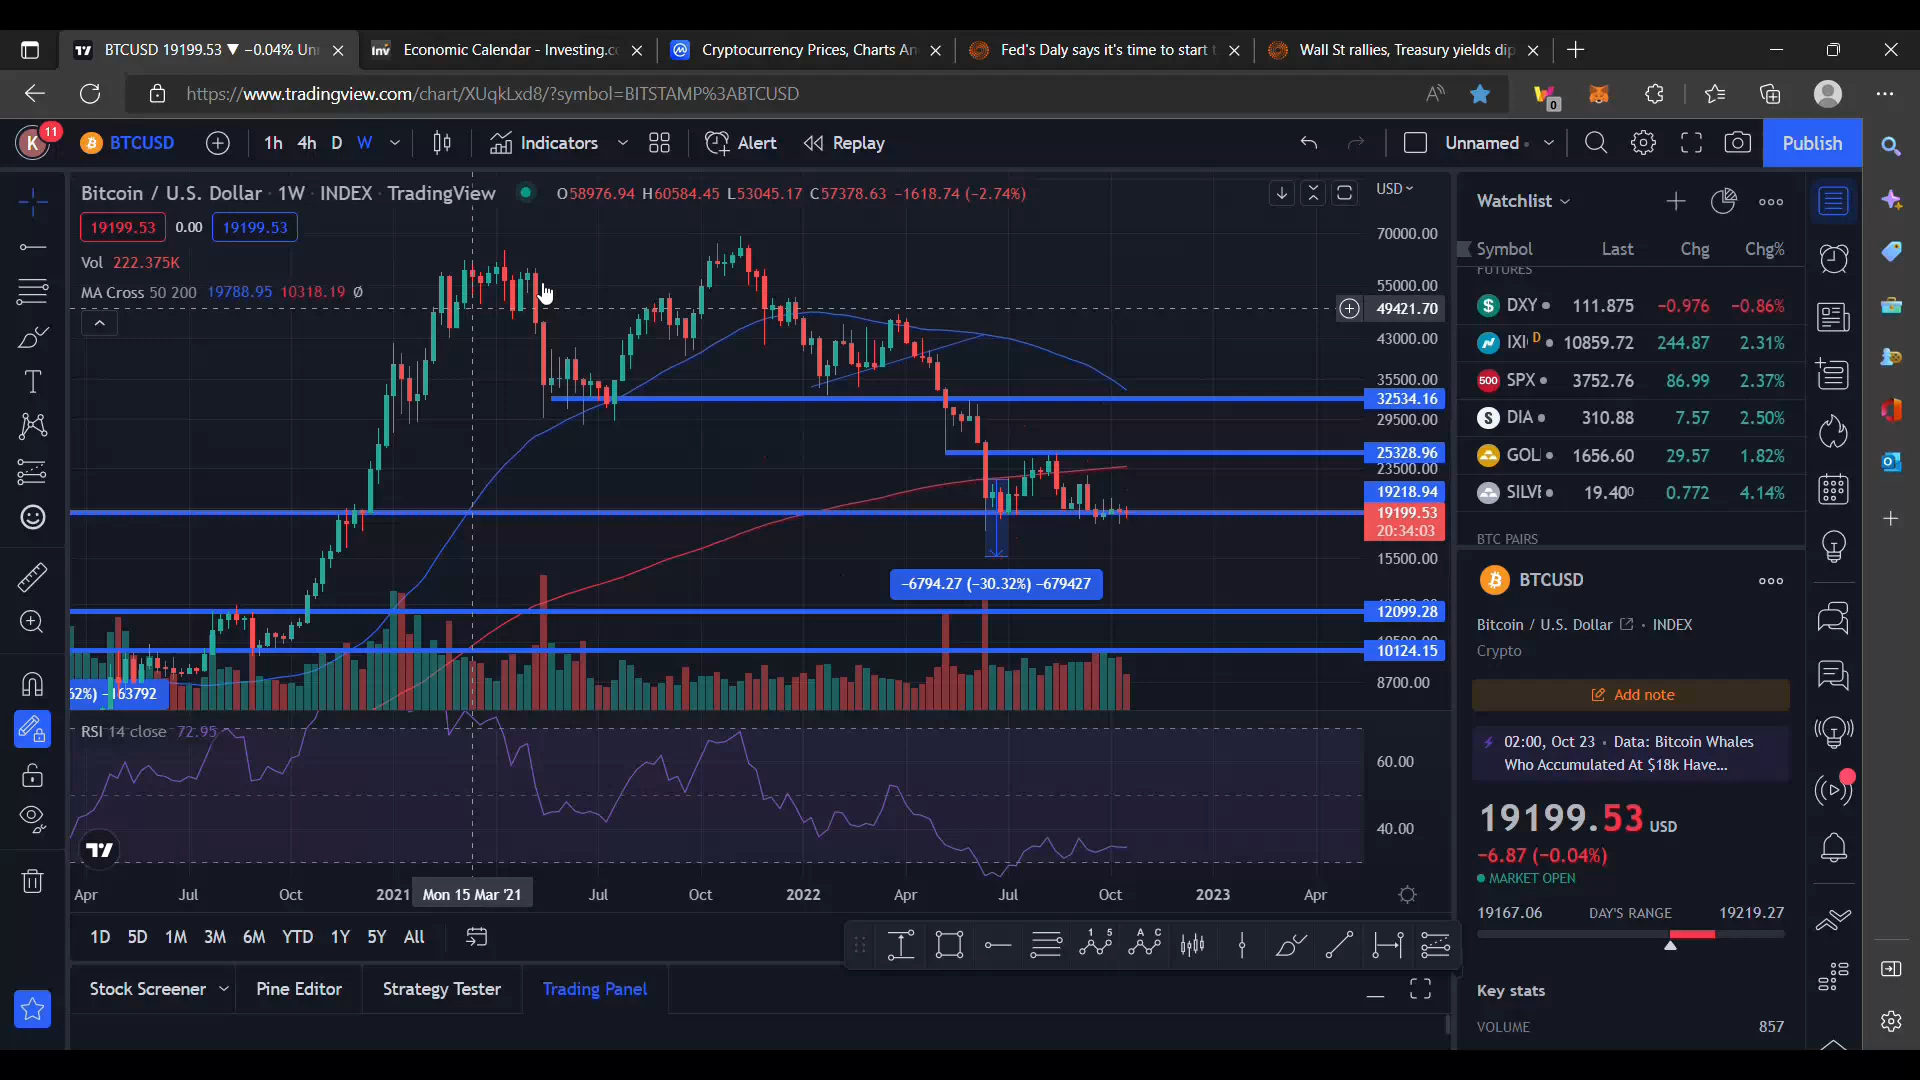 BTCUSD 19199.53 ▼ −0.04% Un
Economic Calendar - Investing.co
Cryptocurrency Prices, Charts An
Fed's Daly says it's time to start t
Wall St rallies, Treasury yields dip
https://www.tradingview.com/chart/XUqkLxd8/?symbol=BITSTAMP%3ABTCUSD
0
K 11 BTCUSD 1h 4h D W Indicators Alert Replay Unnamed Publish
Bitcoin / U.S. Dollar · 1W · INDEX · TradingView O58976.94 H60584.45 L53045.17 C57378.63 −1618.74 (−2.74%)
USD
19199.53 0.00 19199.53
Vol 222.375K
MA Cross 50 200 19788.95 10318.19 Ø
70000.00
55000.00
49421.70
43000.00
35500.00
32534.16
29500.00
25328.96
23500.00
19218.94
19199.53
20:34:03
15500.00
−6794.27 (−30.32%) −679427
12099.28
10124.15
8700.00
62%) −163792
RSI 14 close 72.95
60.00
40.00
Apr Jul Oct 2021 Mon 15 Mar '21 Jul Oct 2022 Apr Jul Oct 2023 Apr
1D 5D 1M 3M 6M YTD 1Y 5Y All
Stock Screener Pine Editor Strategy Tester Trading Panel
Watchlist
Symbol Last Chg Chg%
FUTURES
DXY 111.875 −0.976 −0.86%
IXI D 10859.72 244.87 2.31%
500 SPX 3752.76 86.99 2.37%
DIA 310.88 7.57 2.50%
GOL 1656.60 29.57 1.82%
SILVE 19.400 0.772 4.14%
BTC PAIRS
BTCUSD
Bitcoin / U.S. Dollar · INDEX
Crypto
Add note
02:00, Oct 23 · Data: Bitcoin Whales
Who Accumulated At $18k Have...
19199.53 USD
−6.87 (−0.04%)
MARKET OPEN
19167.06 DAY'S RANGE 19219.27
Key stats
VOLUME 857